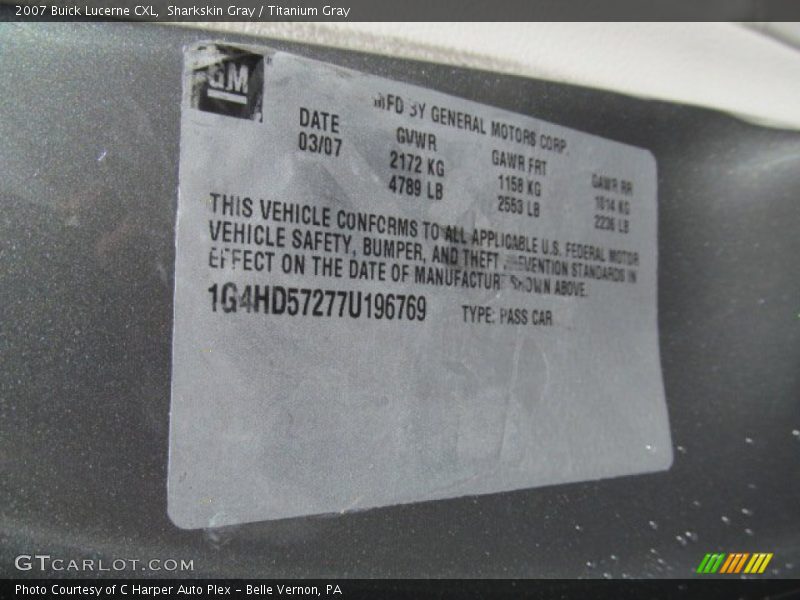 2007 Buick Lucerne CXL, Sharkskin Gray / Titanium Gray
GM
MFD BY GENERAL MOTORS CORP.
DATE GVWR GAWR FRT GAWR RR
03/07 2172 KG 1158 KG 1014 KG
4789 LB 2553 LB 2236 LB
THIS VEHICLE CONFORMS TO ALL APPLICABLE U.S. FEDERAL MOTOR
VEHICLE SAFETY, BUMPER, AND THEFT STANDARDS IN
EFFECT ON THE DATE OF MANUFACTURE SHOWN ABOVE.
1G4HD57277U196769 TYPE: PASS CAR
GTCARLOT.COM
Photo Courtesy of C Harper Auto Plex – Belle Vernon, PA